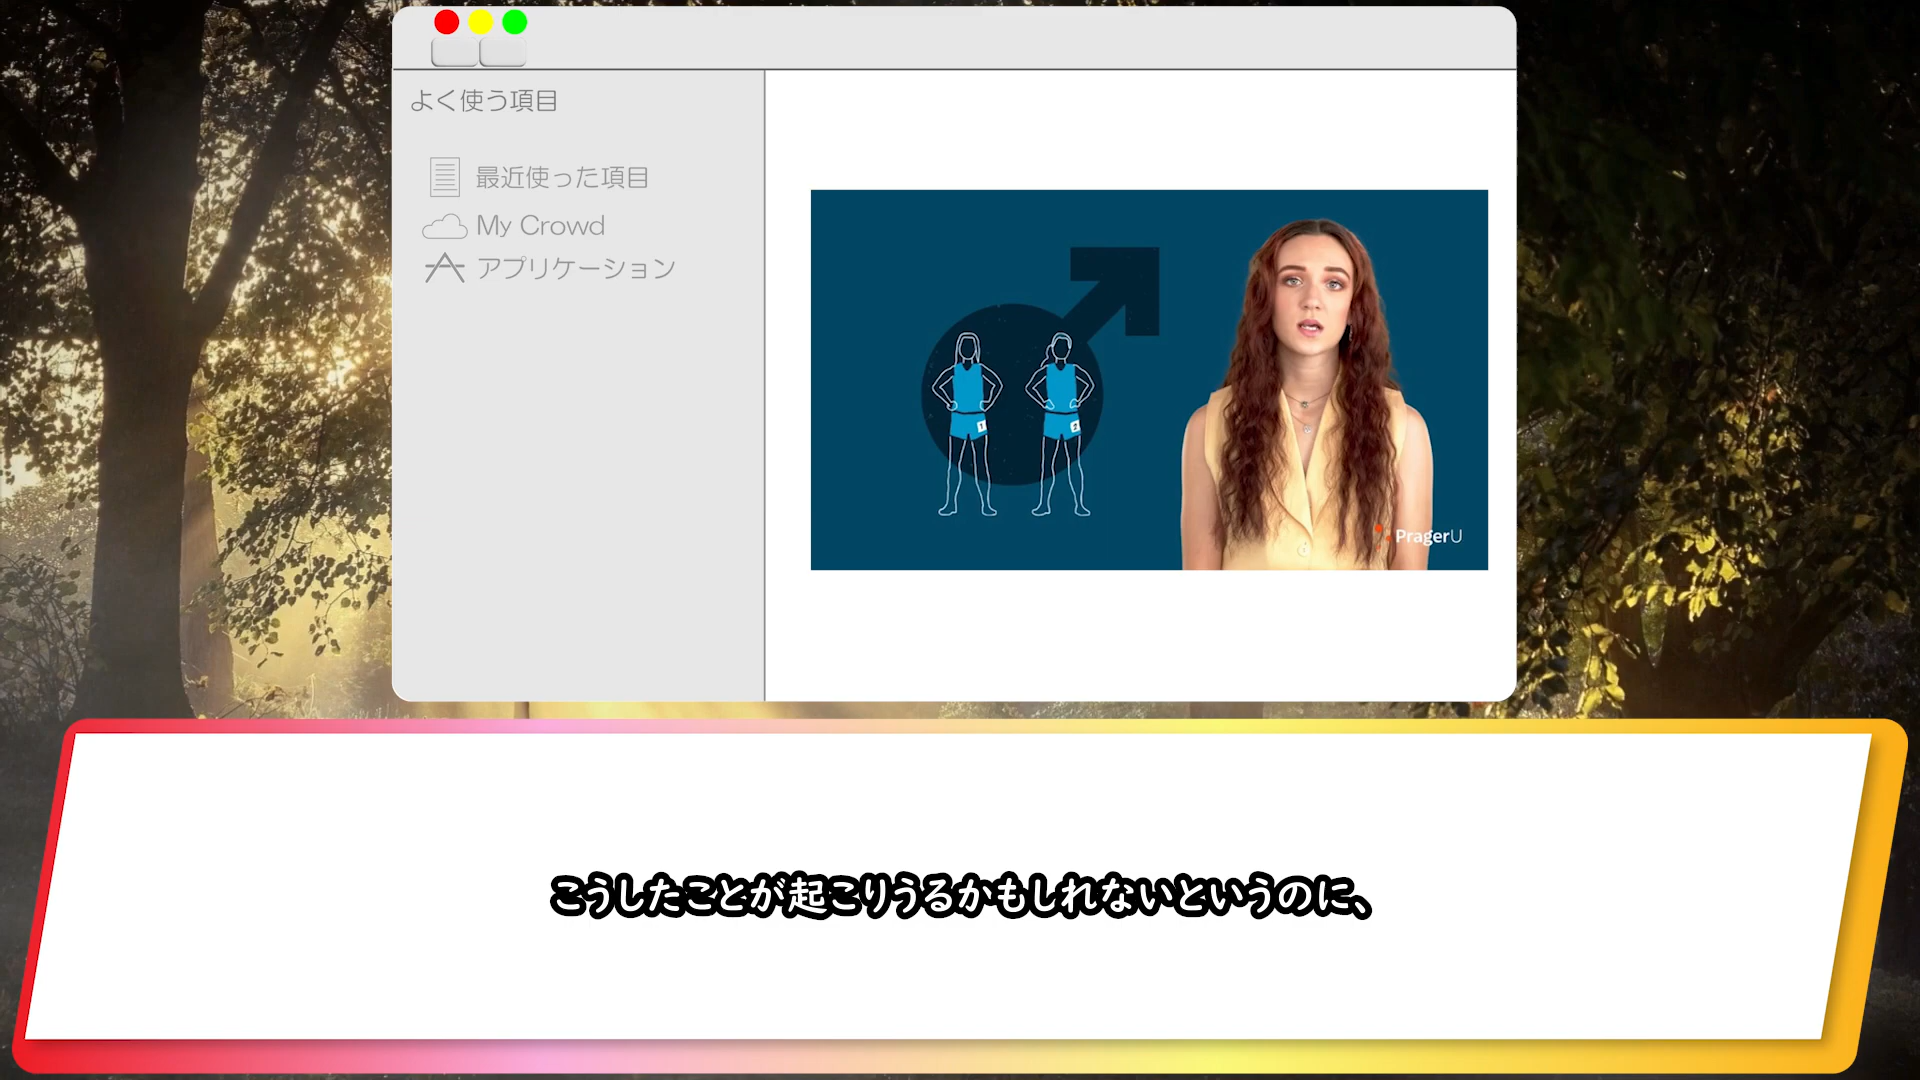 よく使う項目
最近使った項目
My Crowd
アプリケーション
1
2
PragerU
こうしたことが起こりうるかもしれないというのに、